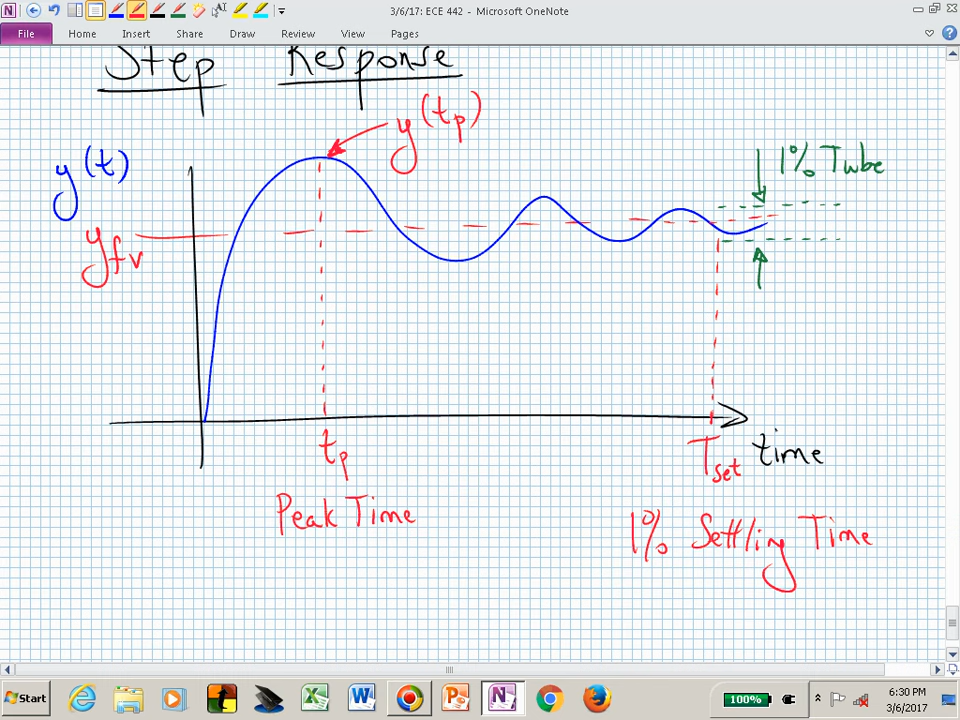 3/6/17: ECE 442 - Microsoft OneNote
File Home Insert Share Draw Review View Pages
Step Response
y(tp)
y(t)
1% Tube
yfv
tp
Tset
time
Peak Time
1% Settling Time
Start
100%
6:30 PM
3/6/2017